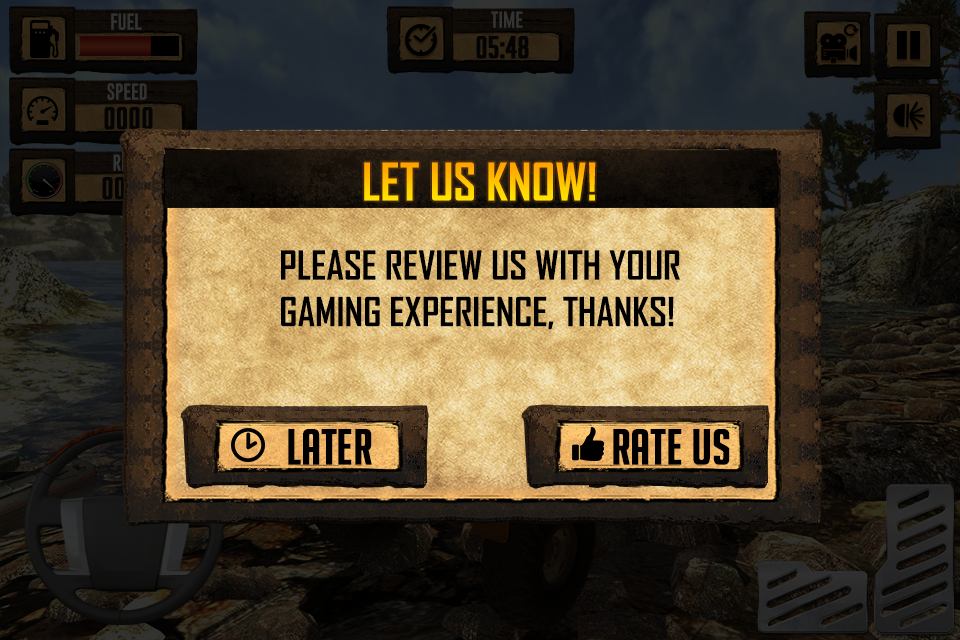 FUEL
TIME
05:48
SPEED
0000
LET US KNOW!
PLEASE REVIEW US WITH YOUR
GAMING EXPERIENCE, THANKS!
LATER
RATE US